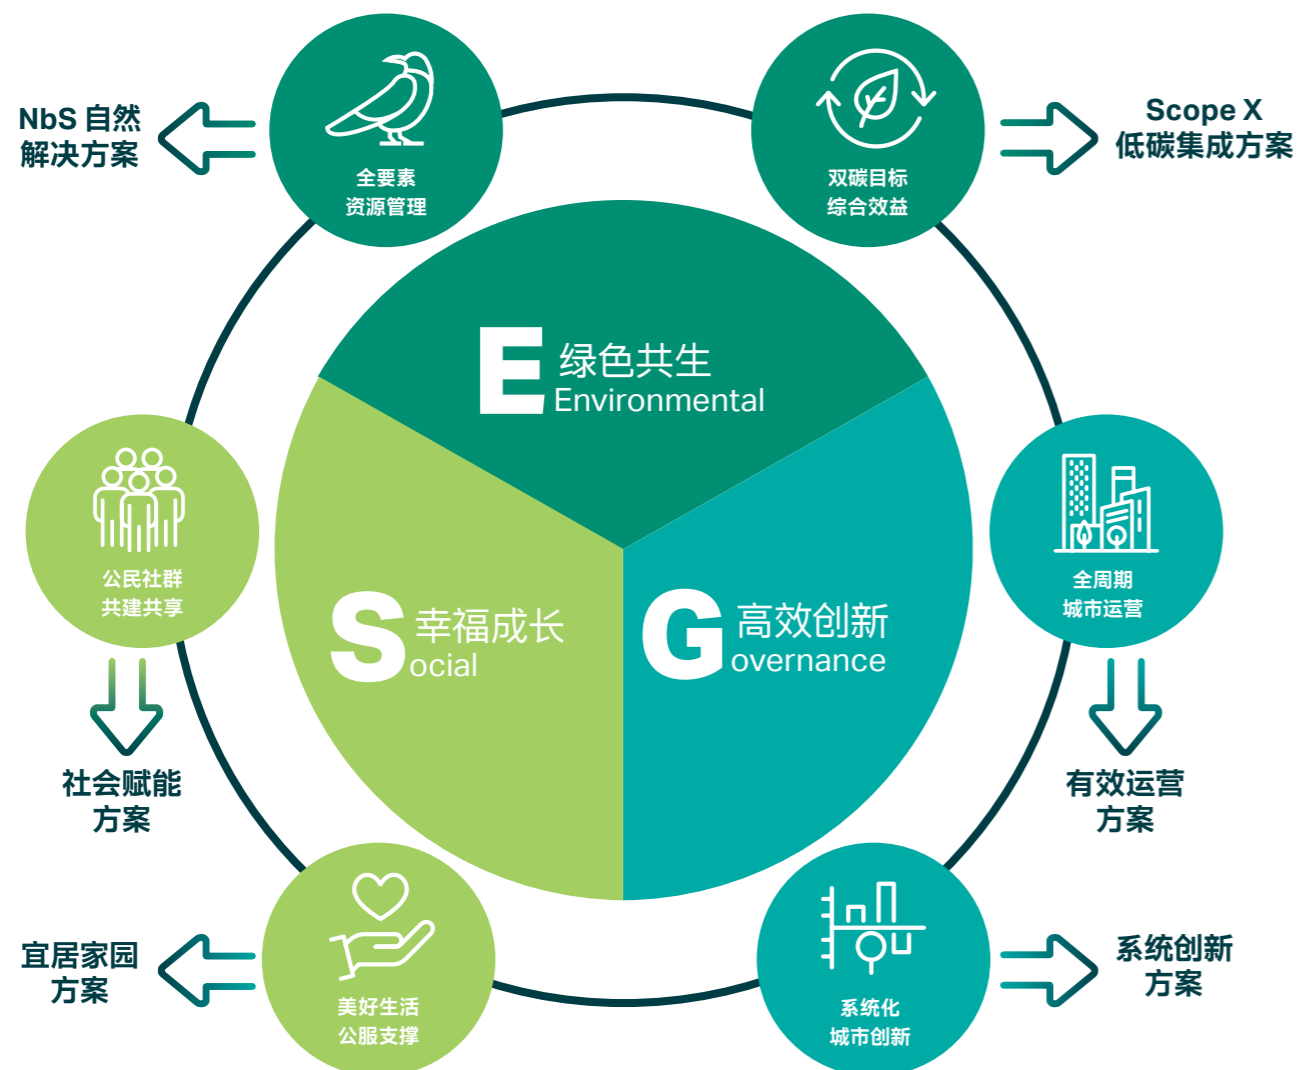 NbS 自然
解决方案
全要素
资源管理
双碳目标
综合效益
Scope X
低碳集成方案
E 绿色共生
Environmental
公民社群
共建共享
社会赋能
方案
S 幸福成长
ocial
G 高效创新
overnance
全周期
城市运营
有效运营
方案
宜居家园
方案
美好生活
公服支撑
系统化
城市创新
系统创新
方案